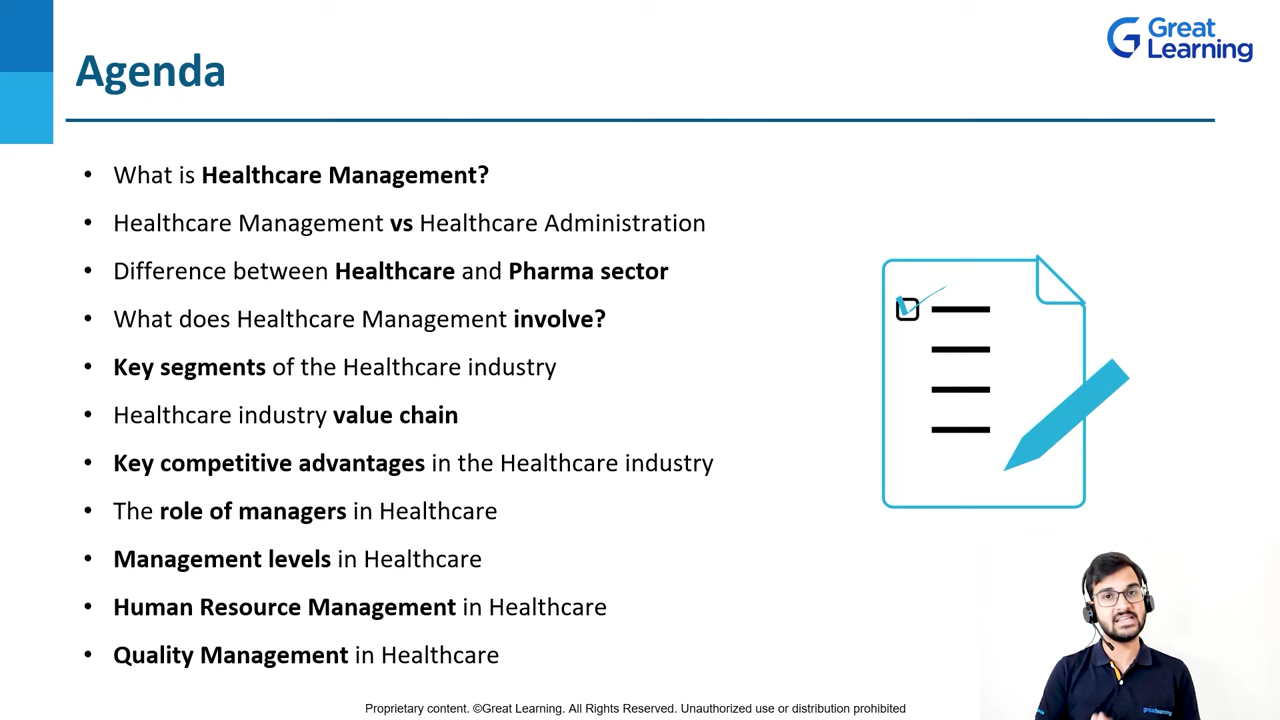 Great
Learning
Agenda
• What is Healthcare Management?
• Healthcare Management vs Healthcare Administration
• Difference between Healthcare and Pharma sector
• What does Healthcare Management involve?
• Key segments of the Healthcare industry
• Healthcare industry value chain
• Key competitive advantages in the Healthcare industry
• The role of managers in Healthcare
• Management levels in Healthcare
• Human Resource Management in Healthcare
• Quality Management in Healthcare
greatlearning
Proprietary content. ©Great Learning. All Rights Reserved. Unauthorized use or distribution prohibited